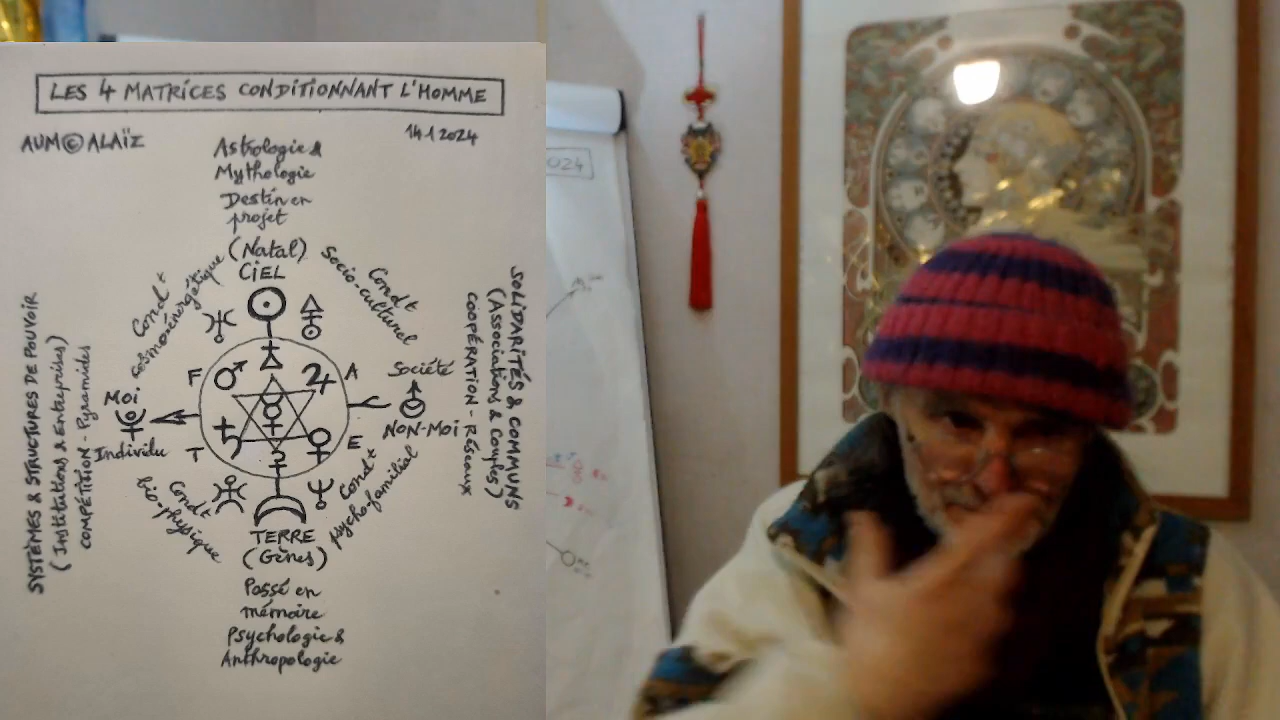 LES 4 MATRICES CONDITIONNANT L'HOMME
AUM©ALAÏZ
14.1 2024
Astrologie &
Mythologie
Destin en
projet
(Natal)
CIEL
Condt
cosmoénergétique
Condt
Socio-culturel
SYSTÈMES & STRUCTURES DE POUVOIR
(Institutions & Entreprises)
COMPÉTITION - Pyramides
SOLIDARITÉS & COMMUNS
(Associations & Couples)
COOPÉRATION - Réseaux
F
A
Moi
Individu
Société
NON-MOI
T
E
Condt
bio-physique
Condt
psycho-familial
TERRE
(Gènes)
Passé en
mémoire
Psychologie &
Anthropologie
2024